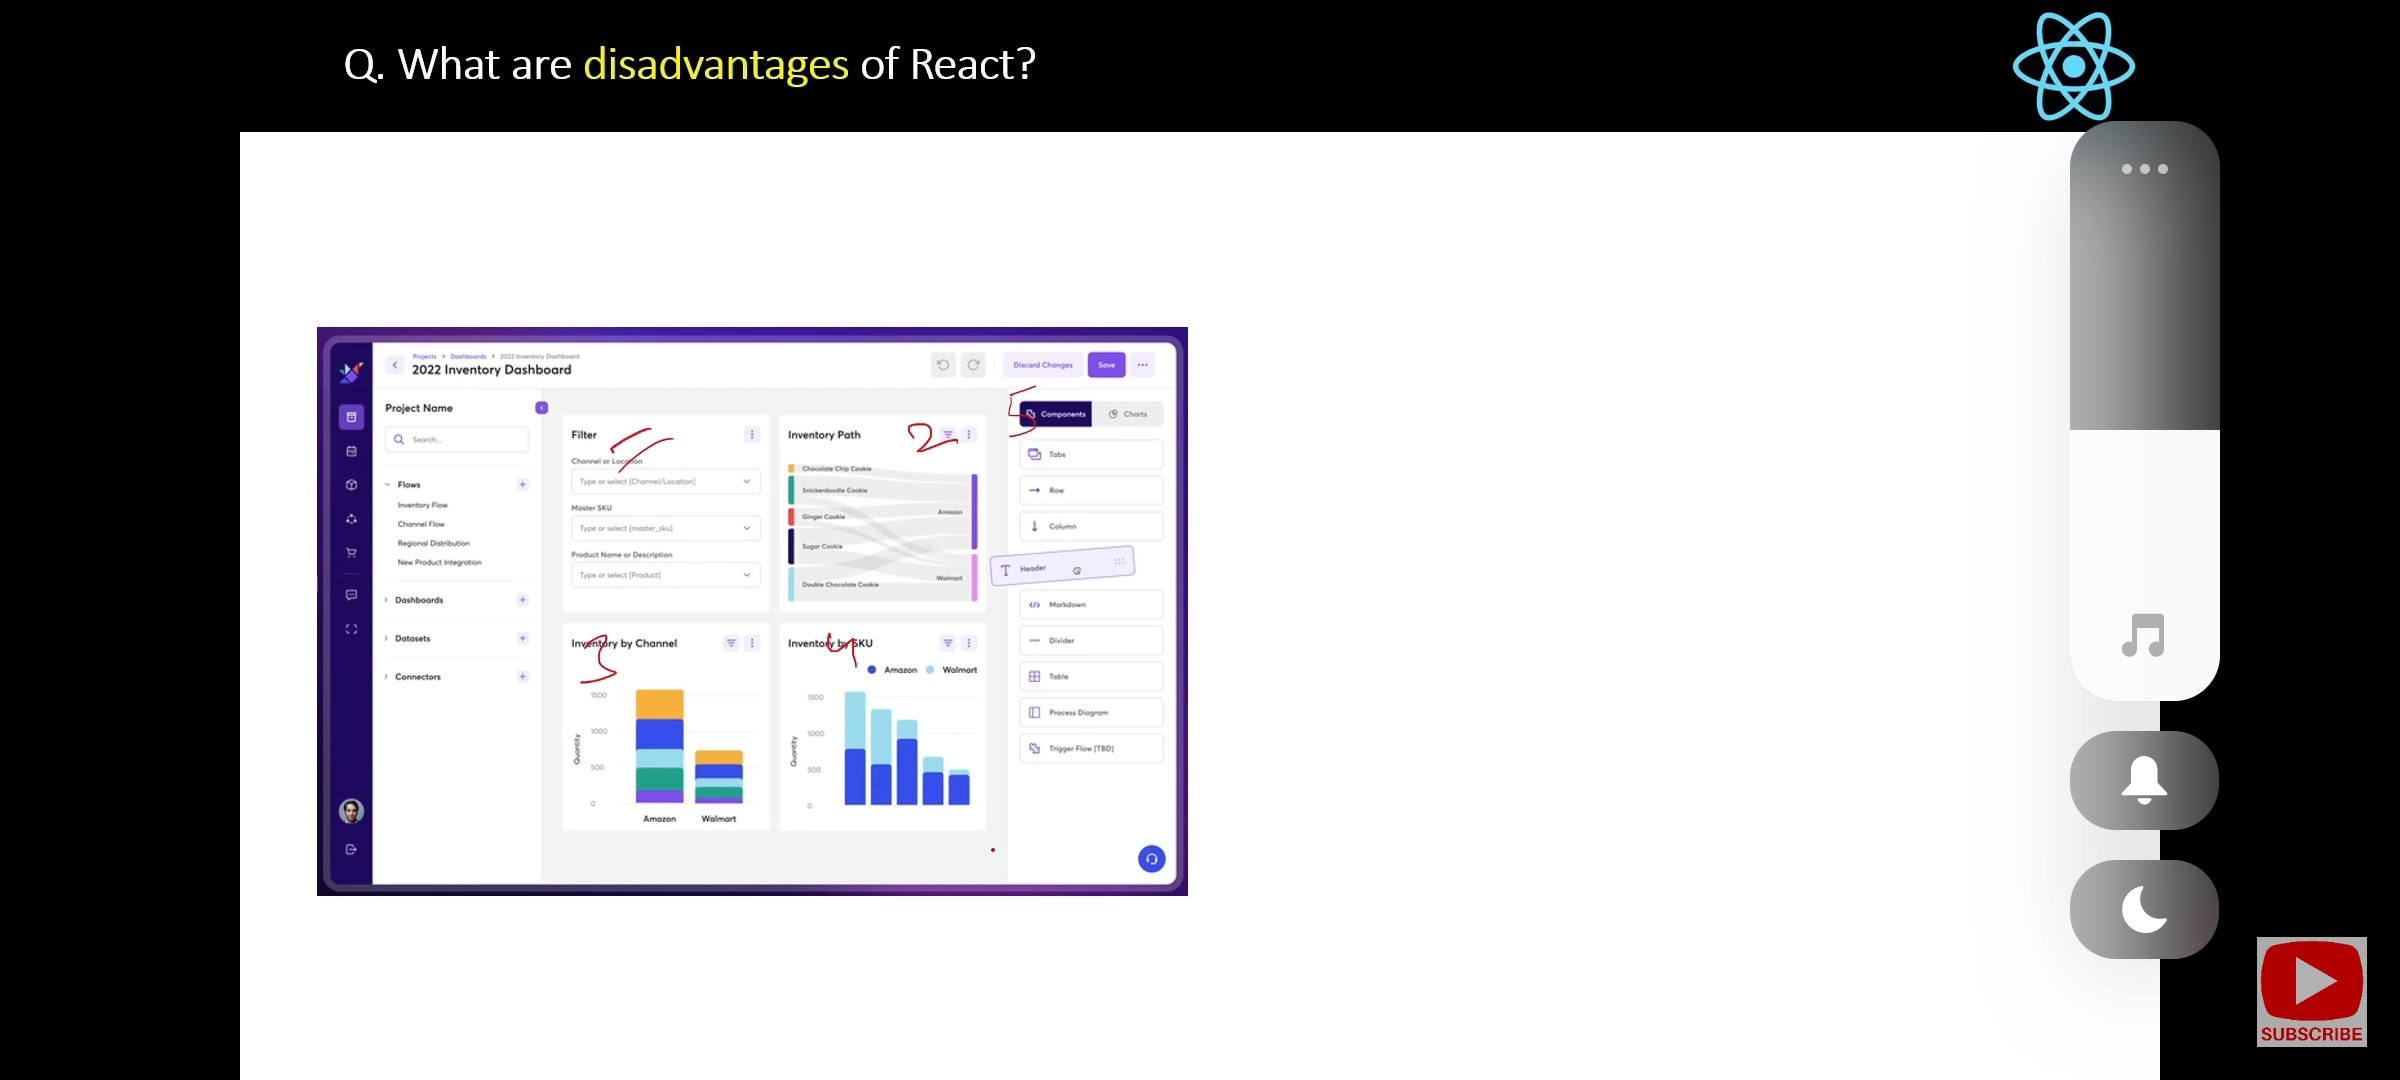 Q. What are disadvantages of React?
Projects > Dashboards > 2022 Inventory Dashboard
2022 Inventory Dashboard
Discard Changes
Save
Project Name
Search...
Flows
Inventory Flow
Channel Flow
Regional Distribution
New Product Integration
Dashboards
Datasets
Connectors
Filter
Channel or Location
Type or select [Channel/Location]
Master SKU
Type or select [master_sku]
Product Name or Description
Type or select [Product]
Inventory Path
2
Chocolate Chip Cookie
Snickerdoodle Cookie
Ginger Cookie
Sugar Cookie
Double Chocolate Cookie
Amazon
Walmart
Inventory by Channel
3
Quantity
1500
1000
500
0
Amazon
Walmart
Inventory by SKU
4
Amazon
Walmart
Quantity
1500
1000
500
0
5
Components
Charts
Tabs
Row
Column
Header
Markdown
Divider
Table
Process Diagram
Trigger Flow [TBD]
SUBSCRIBE